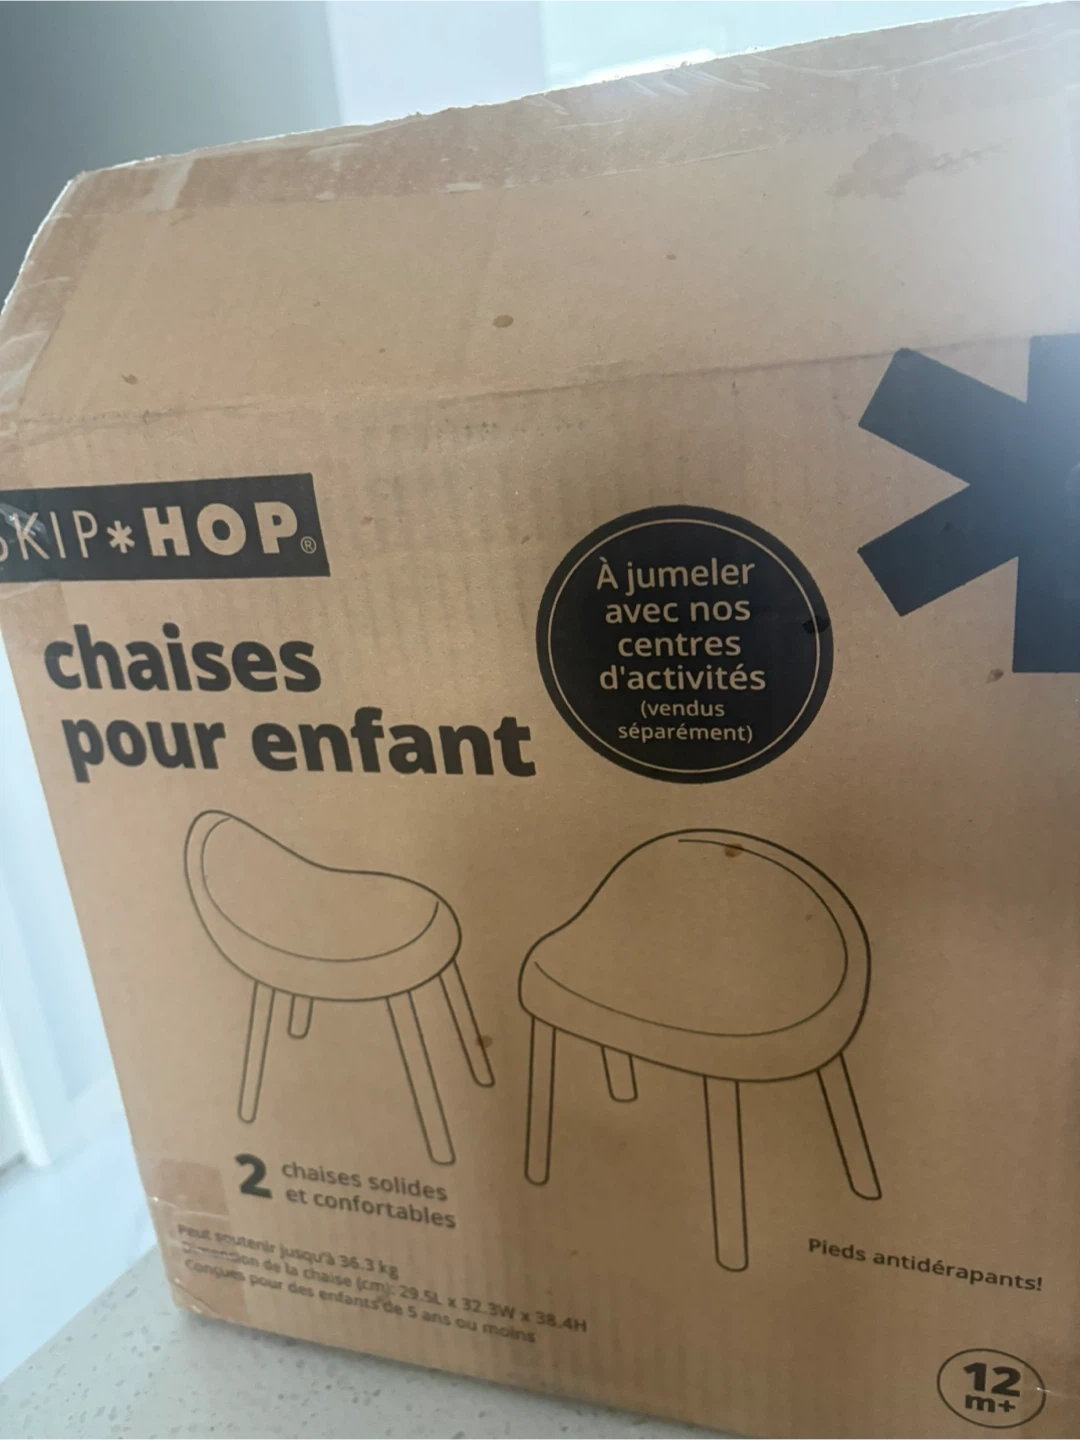 SKIP*HOP®
chaises
pour enfant
À jumeler
avec nos
centres
d'activités
(vendus
séparément)
2 chaises solides
et confortables
Peut soutenir jusqu'à 36.3 kg
Dimension de la chaise (cm): 29.5L x 32.3W x 38.4H
Conçues pour des enfants de 5 ans ou moins
Pieds antidérapants!
12
m+